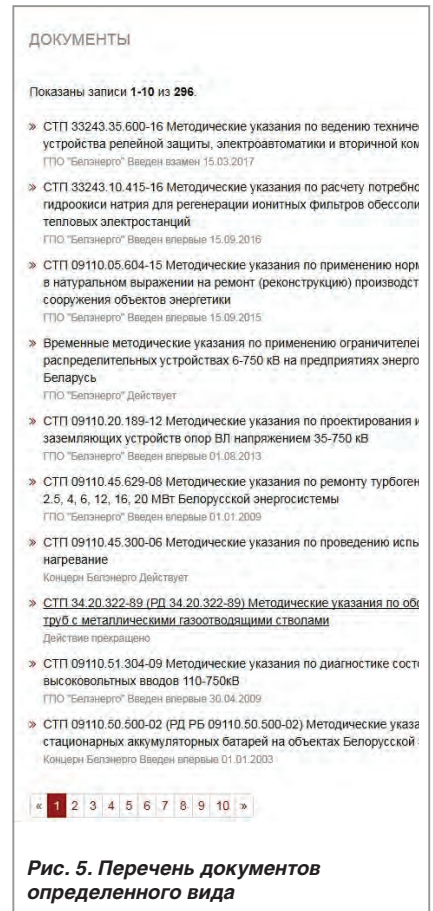 ДОКУМЕНТЫ
Показаны записи 1-10 из 296.
» СТП 33243.35.600-16 Методические указания по ведению техниче
устройства релейной защиты, электроавтоматики и вторичной ком
ГПО "Белэнерго" Введен взамен 15.03.2017
» СТП 33243.10.415-16 Методические указания по расчету потребно
гидроокиси натрия для регенерации ионитных фильтров обессоли
тепловых электростанций
ГПО "Белэнерго" Введен впервые 15.09.2016
» СТП 09110.05.604-15 Методические указания по применению норм
в натуральном выражении на ремонт (реконструкцию) производст
сооружения объектов энергетики
ГПО "Белэнерго" Введен впервые 15.09.2015
» Временные методические указания по применению ограничителей
распределительных устройствах 6-750 кВ на предприятиях энерго
Беларусь
ГПО "Белэнерго" Действует
» СТП 09110.20.189-12 Методические указания по проектирования и
заземляющих устройств опор ВЛ напряжением 35-750 кВ
ГПО "Белэнерго" Введен впервые 01.08.2013
» СТП 09110.45.629-08 Методические указания по ремонту турбоген
2.5, 4, 6, 12, 16, 20 МВт Белорусской энергосистемы
ГПО "Белэнерго" Введен впервые 01.01.2009
» СТП 09110.45.300-06 Методические указания по проведению испы
нагревание
Концерн Белэнерго Действует
» СТП 34.20.322-89 (РД 34.20.322-89) Методические указания по обс
труб с металлическими газоотводящими стволами
Действие прекращено
» СТП 09110.51.304-09 Методические указания по диагностике сост
высоковольтных вводов 110-750кВ
ГПО "Белэнерго" Введен впервые 30.04.2009
» СТП 09110.50.500-02 (РД РБ 09110.50.500-02) Методические указа
стационарных аккумуляторных батарей на объектах Белорусской
Концерн Белэнерго Введен впервые 01.01.2003
« 1 2 3 4 5 6 7 8 9 10 »
Рис. 5. Перечень документов
определенного вида